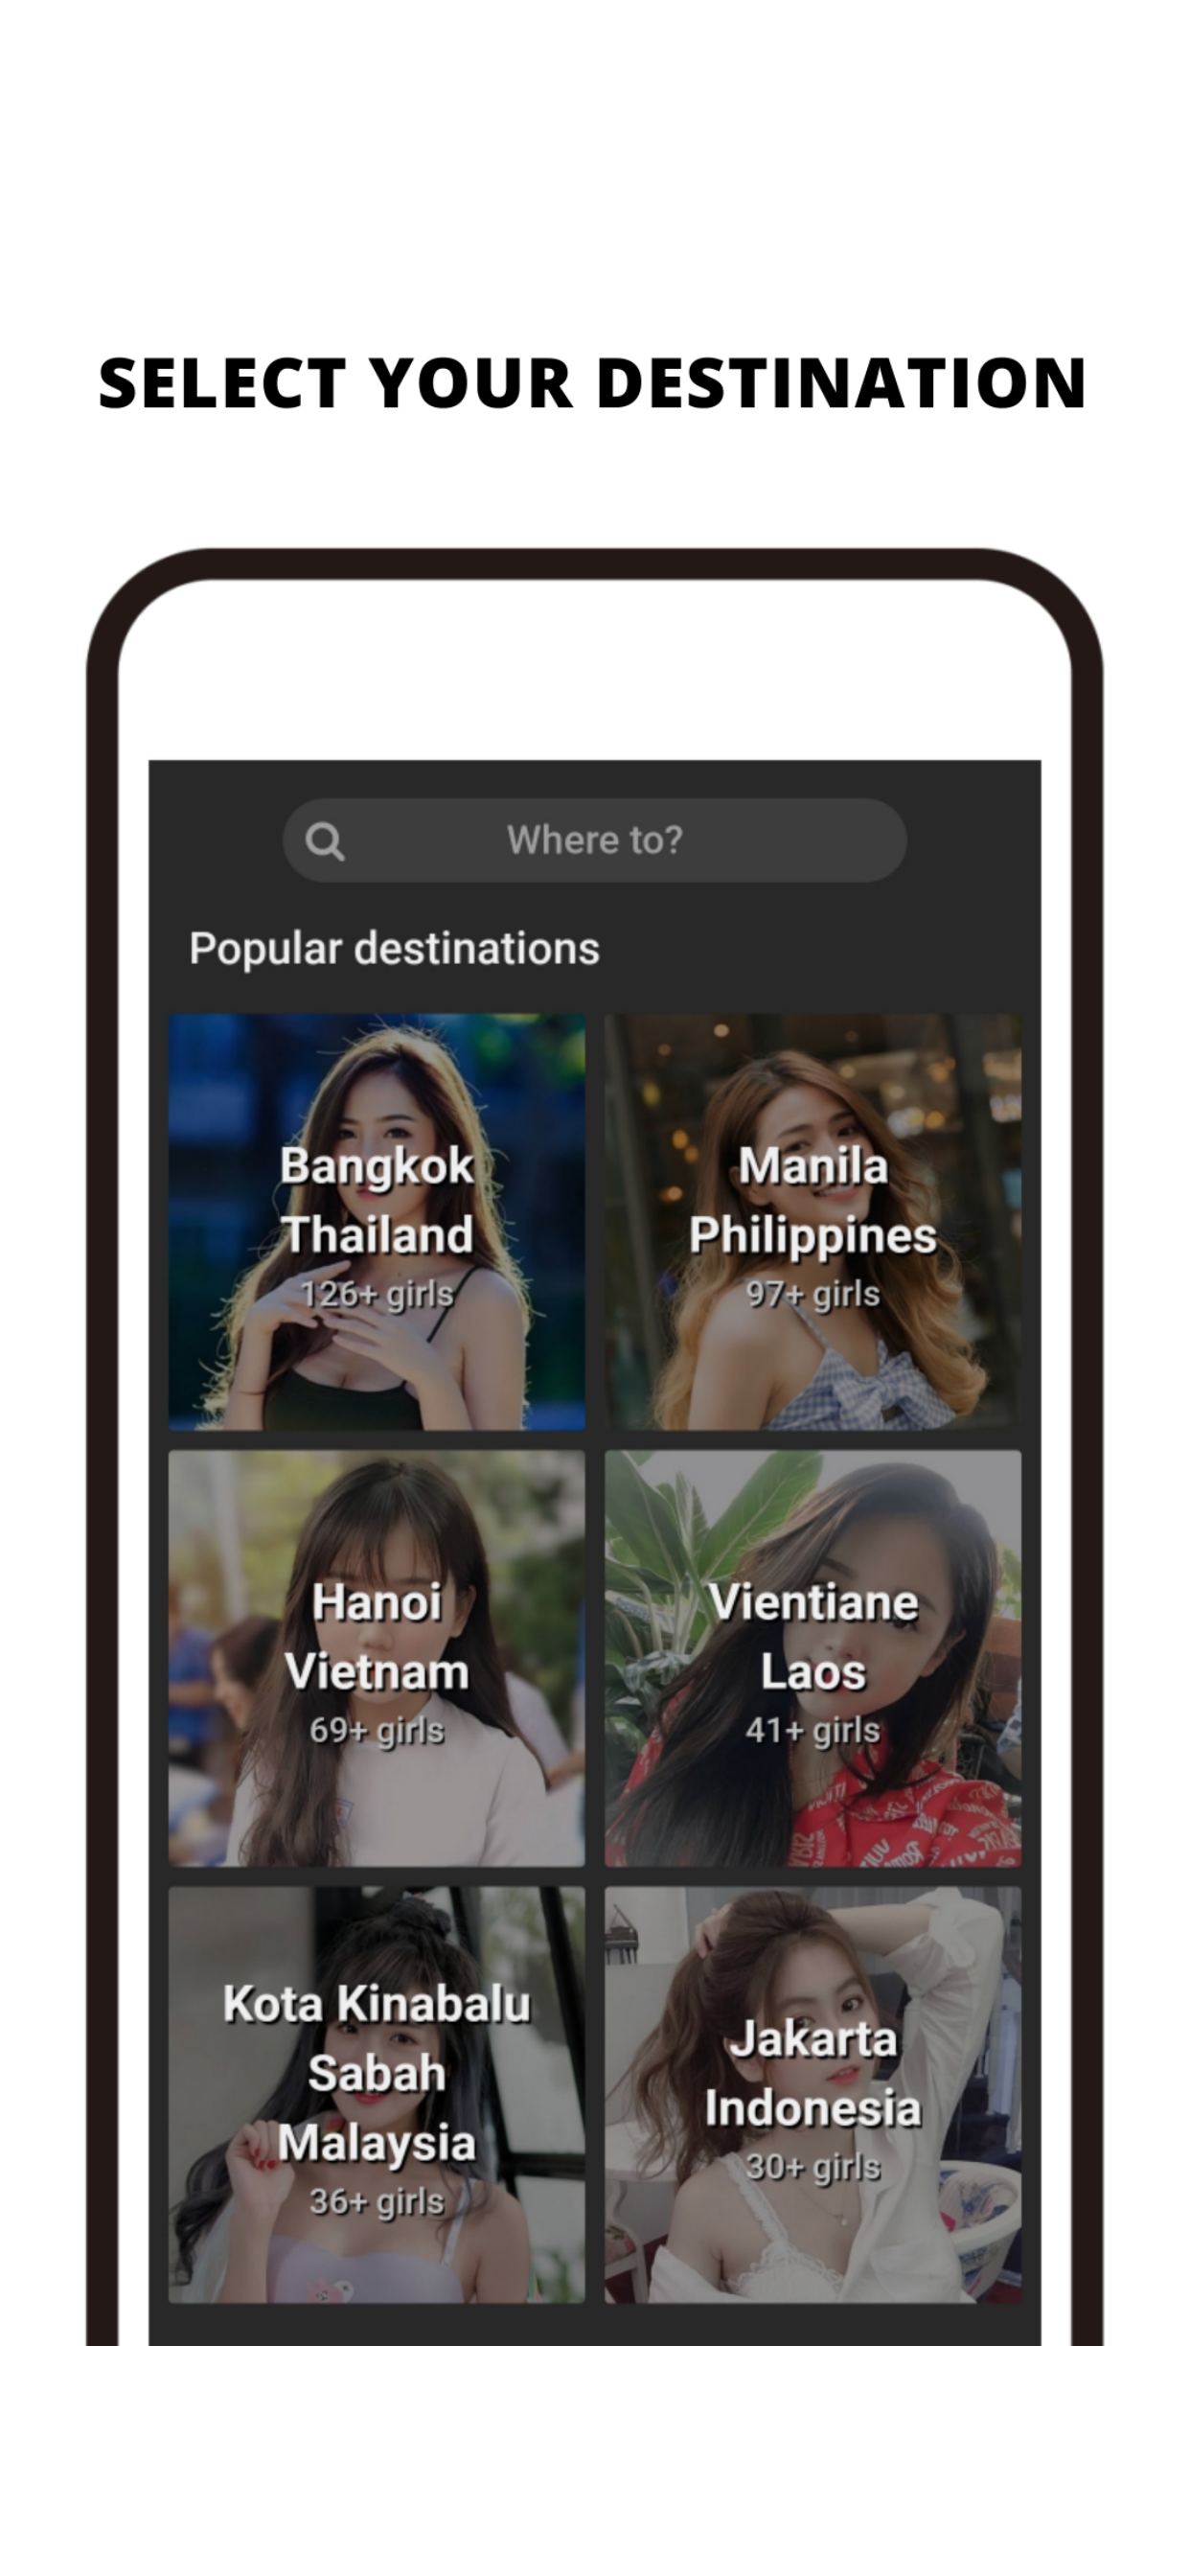 SELECT YOUR DESTINATION
Where to?
Popular destinations
Bangkok
Thailand
126+ girls
Manila
Philippines
97+ girls
Hanoi
Vietnam
69+ girls
Vientiane
Laos
41+ girls
Kota Kinabalu
Sabah
Malaysia
36+ girls
Jakarta
Indonesia
30+ girls